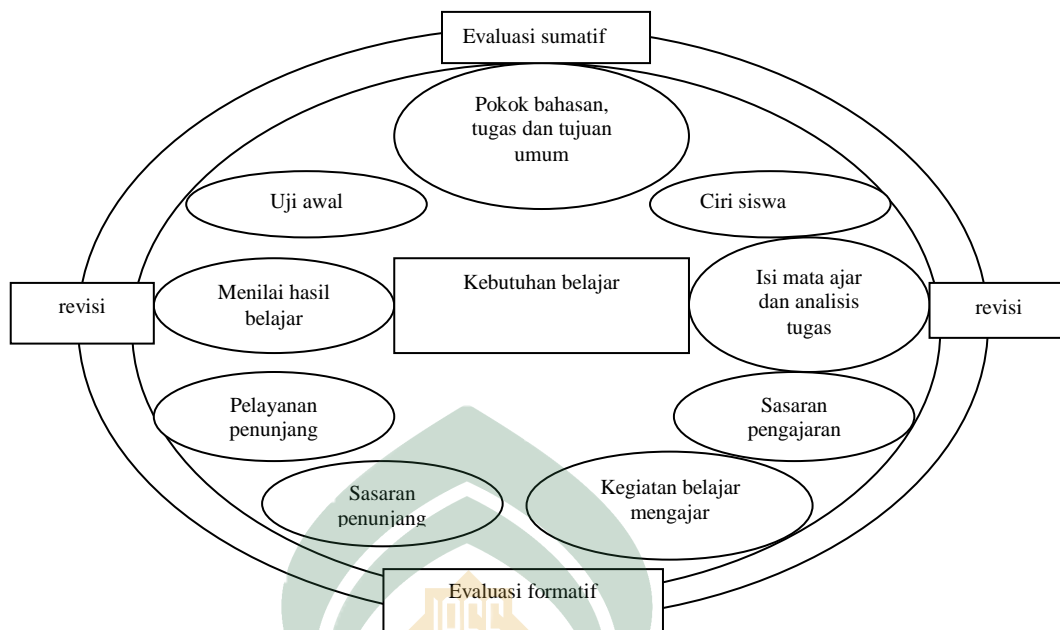 Evaluasi sumatif
Pokok bahasan,
tugas dan tujuan
umum
Uji awal
Ciri siswa
revisi
Menilai hasil
belajar
Kebutuhan belajar
Isi mata ajar
dan analisis
tugas
revisi
Pelayanan
penunjang
Sasaran
pengajaran
Sasaran
penunjang
Kegiatan belajar
mengajar
Evaluasi formatif